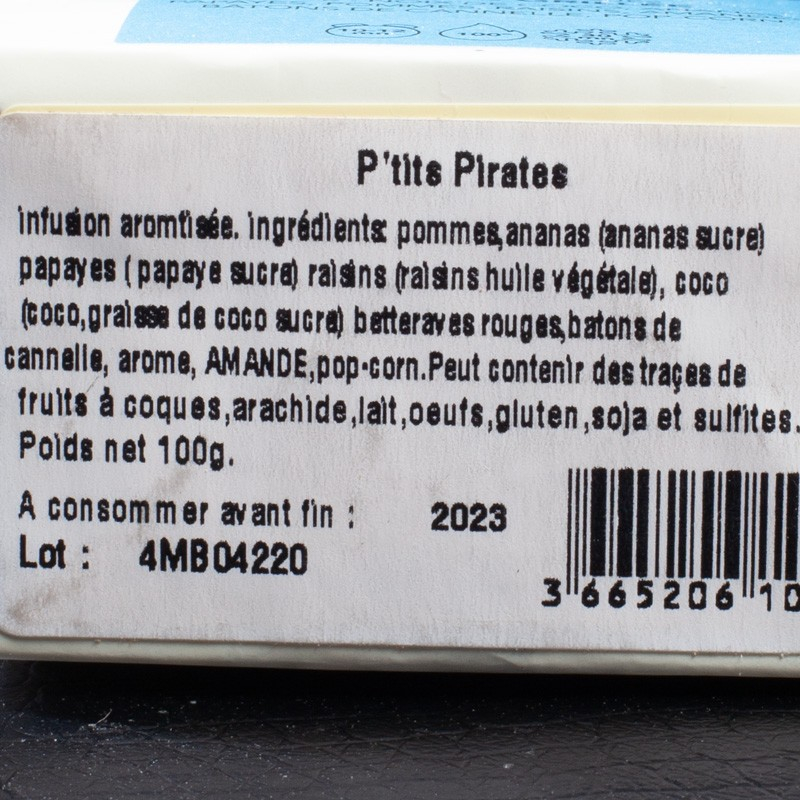 P'tits Pirates
infusion aromtisée. ingrédients: pommes,ananas (ananas sucre)
papayes ( papaye sucra) raisins (raisins huile végétale), coco
(coco,graisse de coco sucra) betteraves rouges,batons de
cannelle, arome, AMANDE,pop-corn.Peut contenir des traçes de
fruits à coques,arachide,lait,oeufs,gluten,soja et sulfites.
Poids net 100g.
A consommer avant fin : 2023
Lot : 4MB04220
3 665206 10